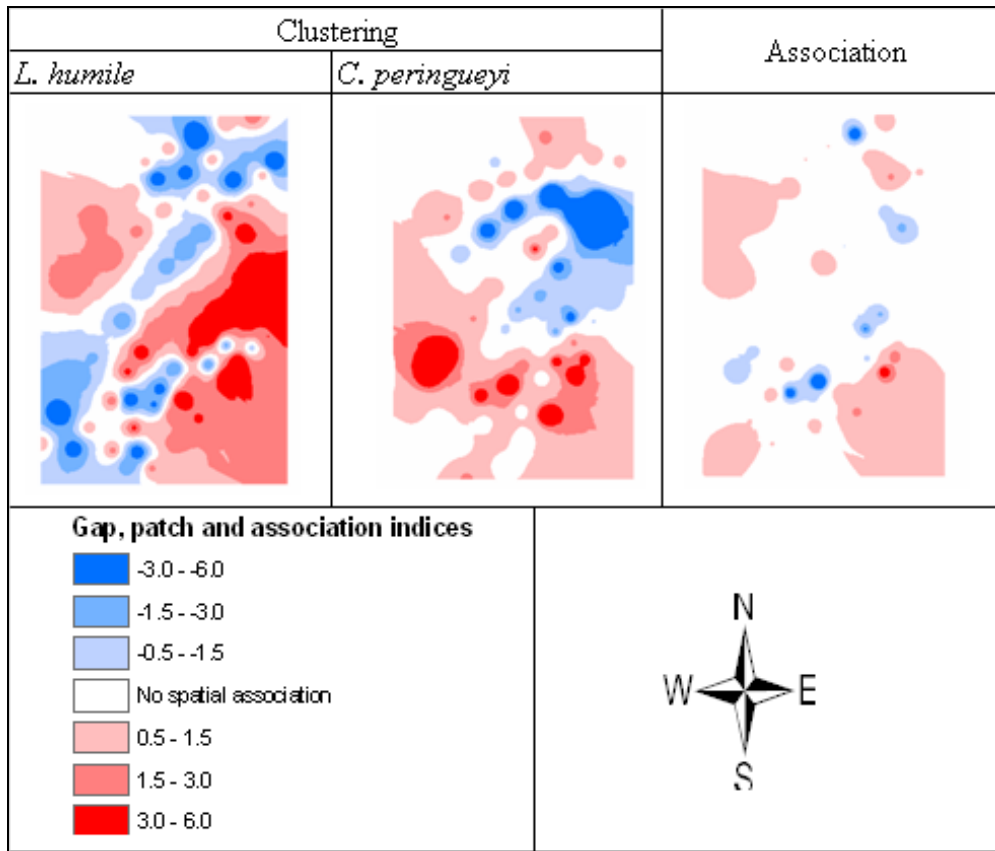 Clustering
Association
L. humile
C. peringueyi
Gap, patch and association indices
-3.0 - -6.0
-1.5 - -3.0
-0.5 - -1.5
No spatial association
0.5 - 1.5
1.5 - 3.0
3.0 - 6.0
N
W E
S